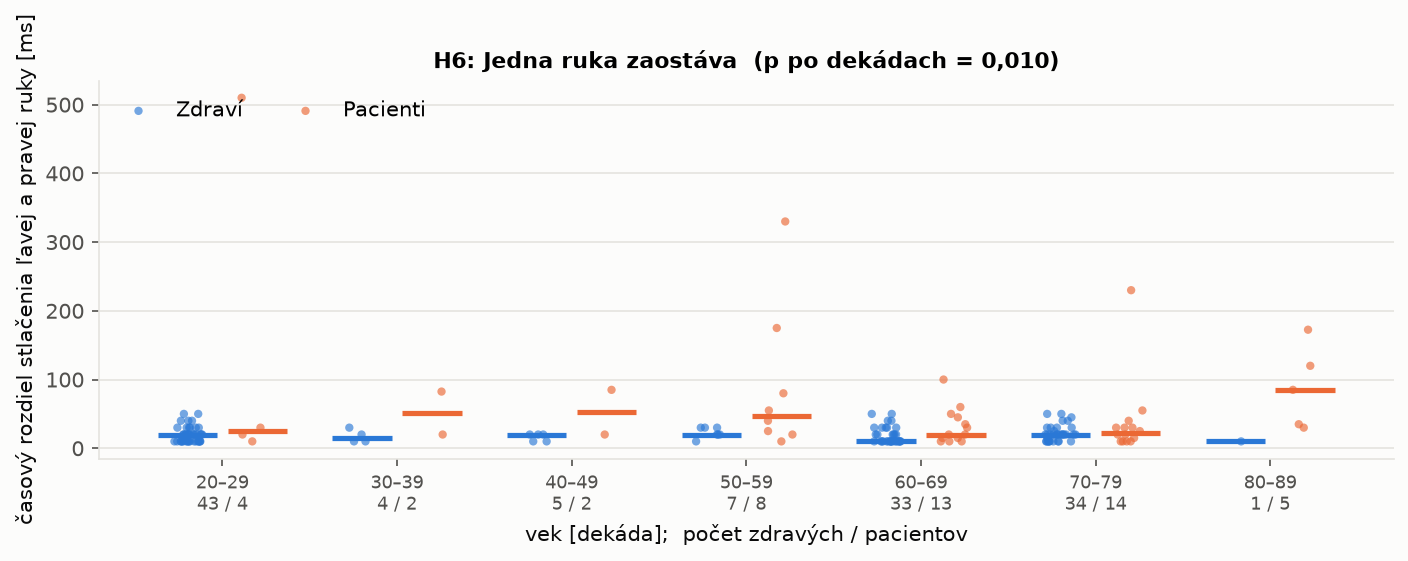 H6: Jedna ruka zaostáva  (p po dekádach = 0,010)
časový rozdiel stlačenia ľavej a pravej ruky [ms]
Zdraví
Pacienti
500
400
300
200
100
0
20–29 30–39 40–49 50–59 60–69 70–79 80–89
43 / 4 4 / 2 5 / 2 7 / 8 33 / 13 34 / 14 1 / 5
vek [dekáda];  počet zdravých / pacientov